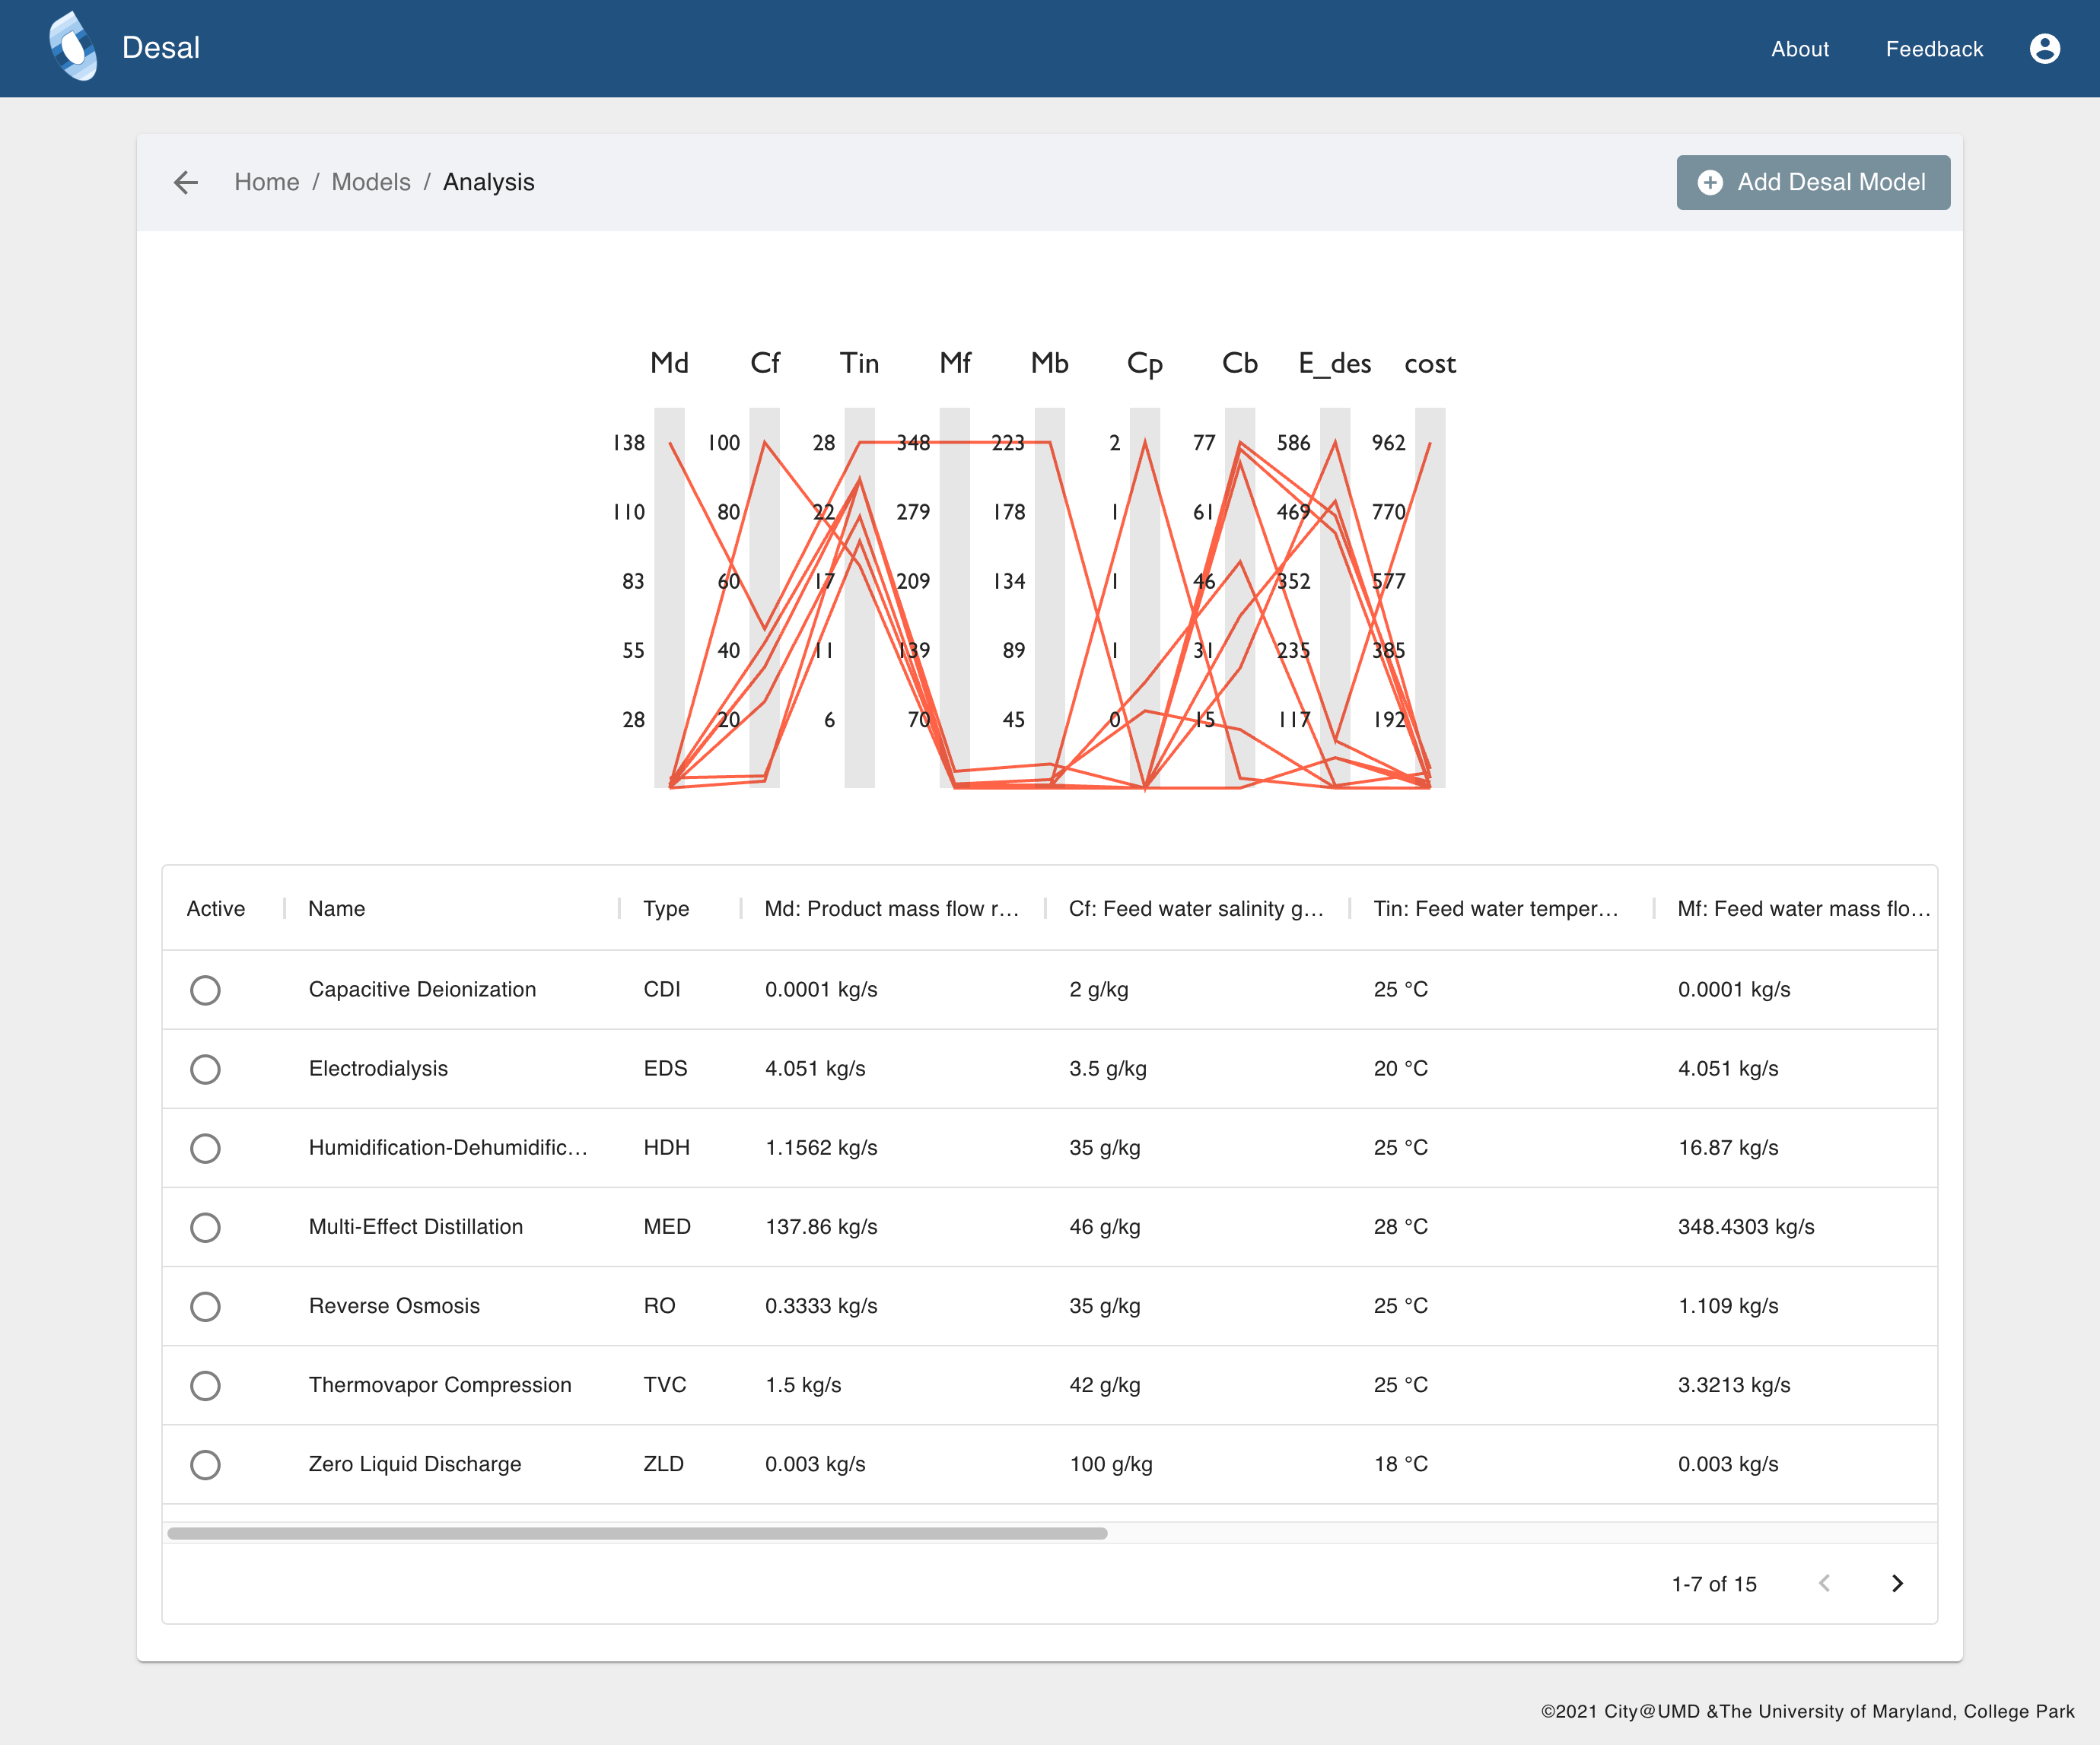 Desal
About Feedback
Home / Models / Analysis
Add Desal Model
Md Cf Tin Mf Mb Cp Cb E_des cost
138 100 28 348 223 2 77 586 962
110 80 22 279 178 1 61 469 770
83 60 17 209 134 1 46 352 577
55 40 11 139 89 1 31 235 385
28 20 6 70 45 0 15 117 192
Active Name Type Md: Product mass flow r... Cf: Feed water salinity g... Tin: Feed water temper... Mf: Feed water mass flo...
Capacitive Deionization CDI 0.0001 kg/s 2 g/kg 25 °C 0.0001 kg/s
Electrodialysis EDS 4.051 kg/s 3.5 g/kg 20 °C 4.051 kg/s
Humidification-Dehumidific... HDH 1.1562 kg/s 35 g/kg 25 °C 16.87 kg/s
Multi-Effect Distillation MED 137.86 kg/s 46 g/kg 28 °C 348.4303 kg/s
Reverse Osmosis RO 0.3333 kg/s 35 g/kg 25 °C 1.109 kg/s
Thermovapor Compression TVC 1.5 kg/s 42 g/kg 25 °C 3.3213 kg/s
Zero Liquid Discharge ZLD 0.003 kg/s 100 g/kg 18 °C 0.003 kg/s
1-7 of 15
©2021 City@UMD &The University of Maryland, College Park